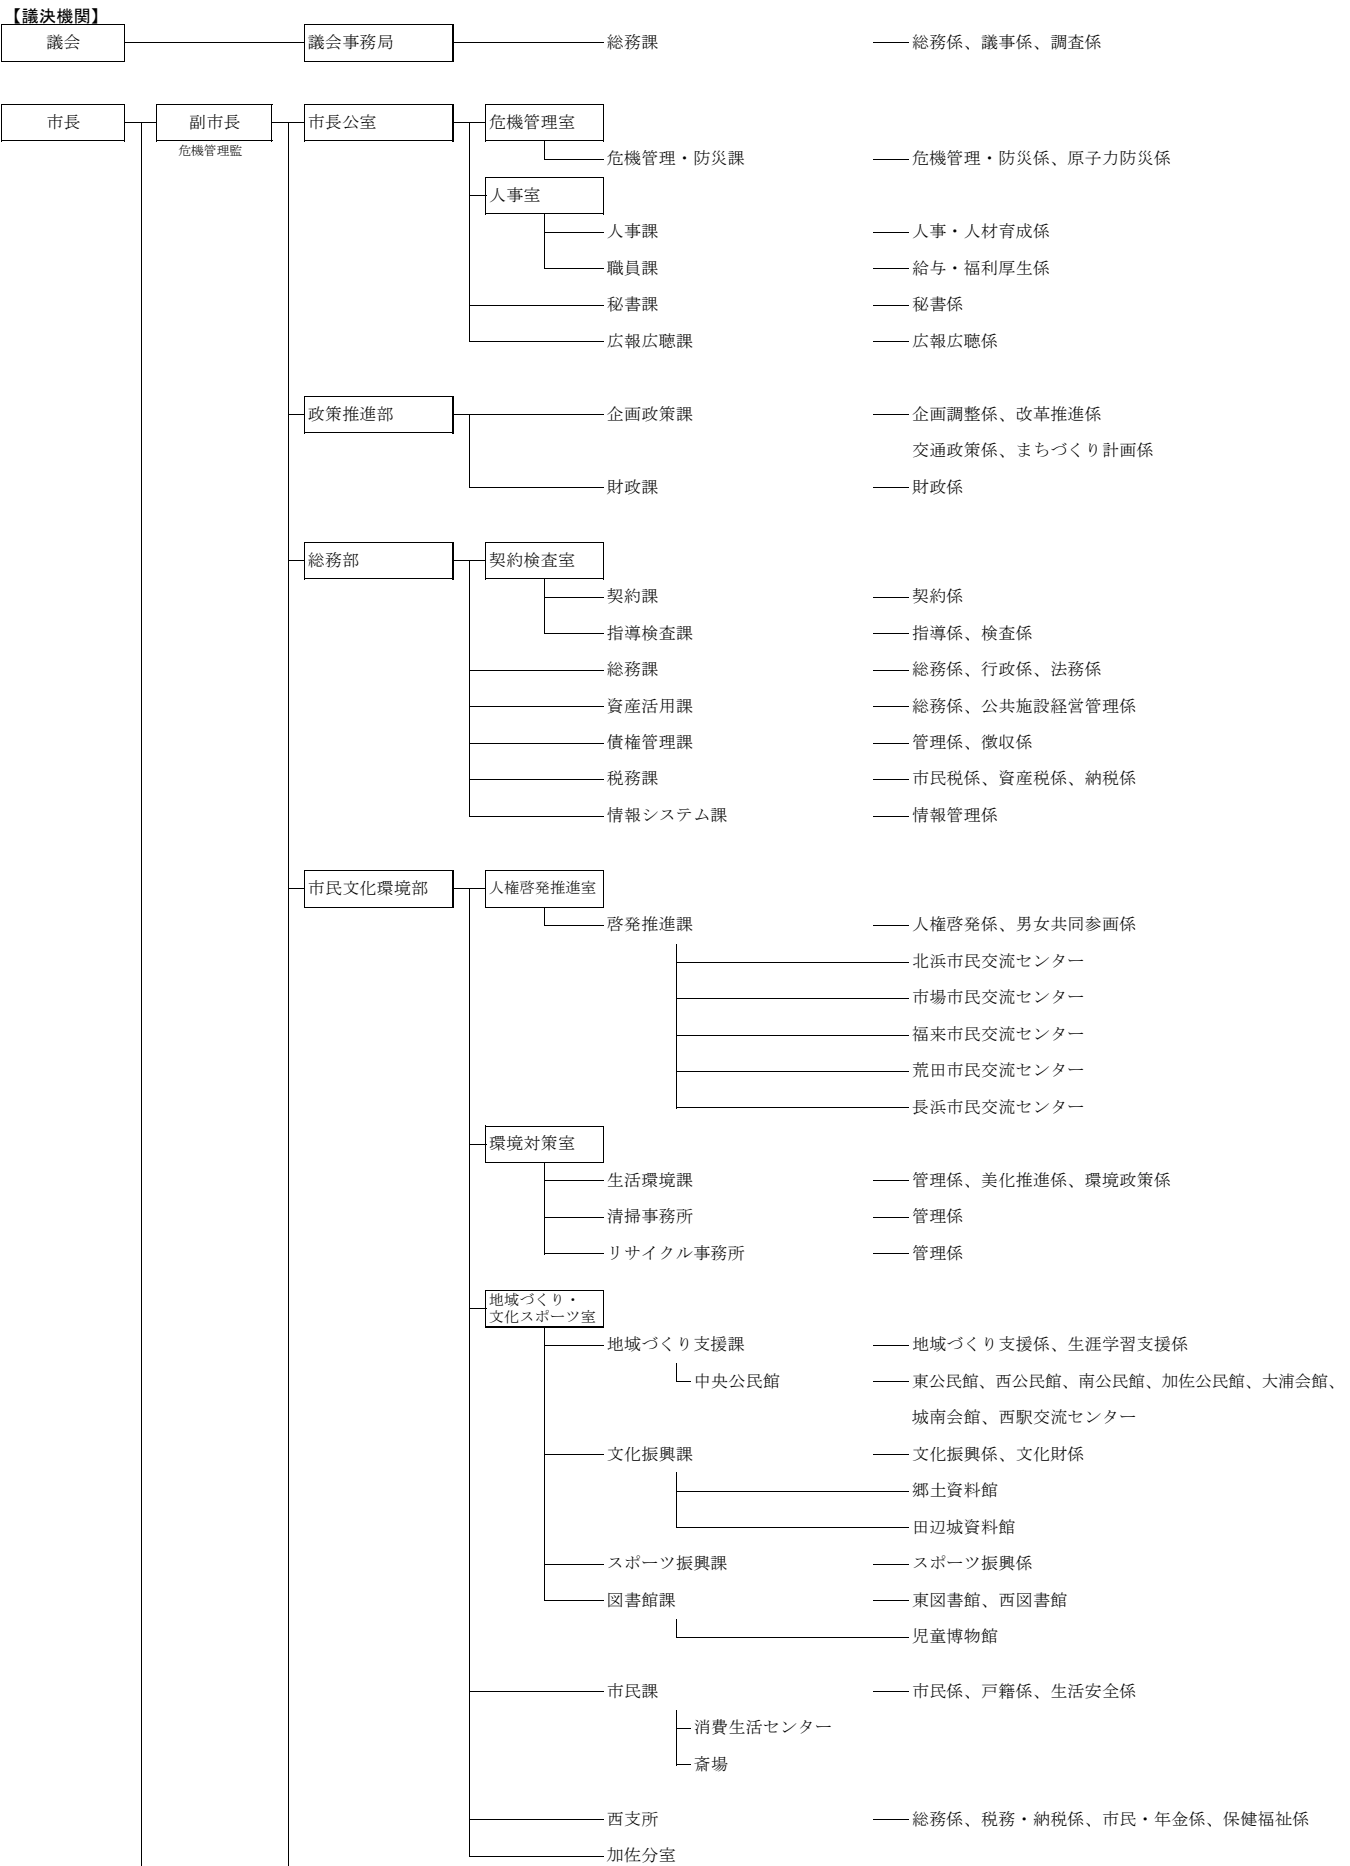 【議決機関】
議会 議会事務局 総務課 総務係、議事係、調査係
市長 副市長 市長公室 危機管理室
危機管理監
危機管理・防災課 危機管理・防災係、原子力防災係
人事室
人事課 人事・人材育成係
職員課 給与・福利厚生係
秘書課 秘書係
広報広聴課 広報広聴係
政策推進部 企画政策課 企画調整係、改革推進係
交通政策係、まちづくり計画係
財政課 財政係
総務部 契約検査室
契約課 契約係
指導検査課 指導係、検査係
総務課 総務係、行政係、法務係
資産活用課 総務係、公共施設経営管理係
債権管理課 管理係、徴収係
税務課 市民税係、資産税係、納税係
情報システム課 情報管理係
市民文化環境部 人権啓発推進室
啓発推進課 人権啓発係、男女共同参画係
北浜市民交流センター
市場市民交流センター
福来市民交流センター
荒田市民交流センター
長浜市民交流センター
環境対策室
生活環境課 管理係、美化推進係、環境政策係
清掃事務所 管理係
リサイクル事務所 管理係
地域づくり・
文化スポーツ室
地域づくり支援課 地域づくり支援係、生涯学習支援係
中央公民館 東公民館、西公民館、南公民館、加佐公民館、大浦会館、
城南会館、西駅交流センター
文化振興課 文化振興係、文化財係
郷土資料館
田辺城資料館
スポーツ振興課 スポーツ振興係
図書館課 東図書館、西図書館
児童博物館
市民課 市民係、戸籍係、生活安全係
消費生活センター
斎場
西支所 総務係、税務・納税係、市民・年金係、保健福祉係
加佐分室